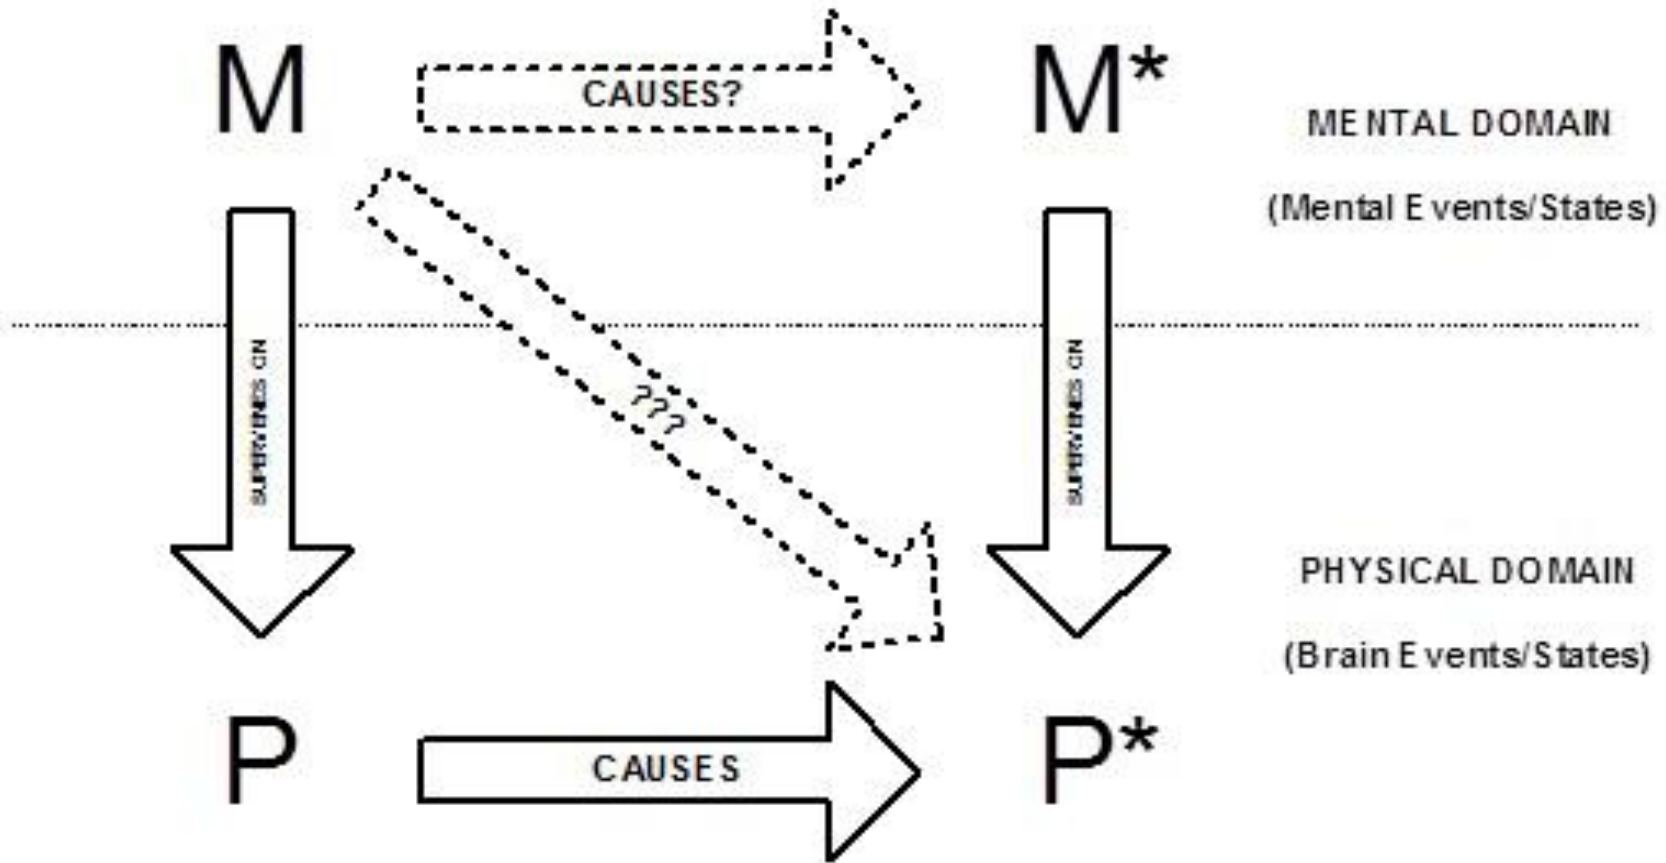 M
CAUSES?
M*
MENTAL DOMAIN
(Mental Events/States)
SUPERVENES ON
SUPERVENES ON
???
PHYSICAL DOMAIN
(Brain Events/States)
P
CAUSES
P*